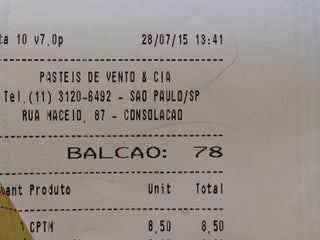 ta 10 v7.0p 28/07/15 13:41
PASTEIS DE VENTO & CIA
Tel.(11) 3120-6492 - SAO PAULO/SP
RUA MACEIO, 87 - CONSOLACAO
BALCAO: 78
uant Produto Unit Total
CPTM 8,50 8,50